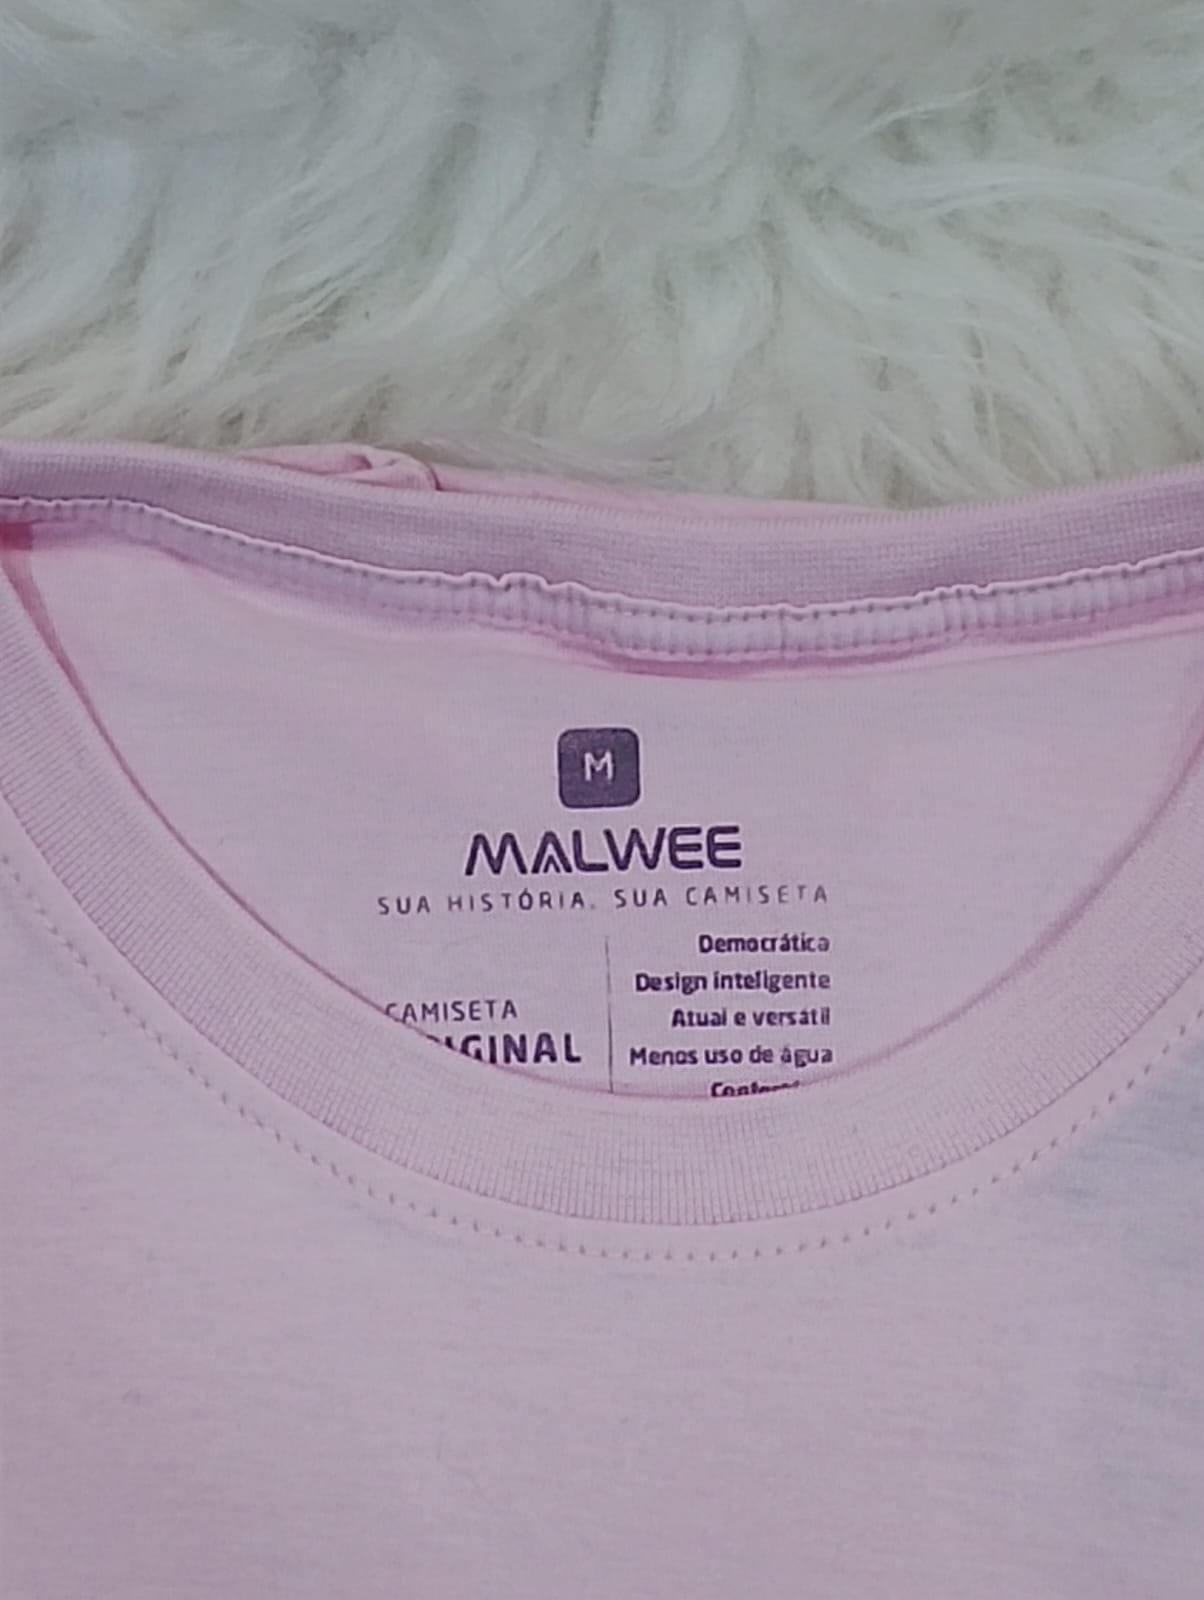 M
MALWEE
SUA HISTÓRIA. SUA CAMISETA
CAMISETA
Democrática
Design inteligente
Atual e versátil
Menos uso de água